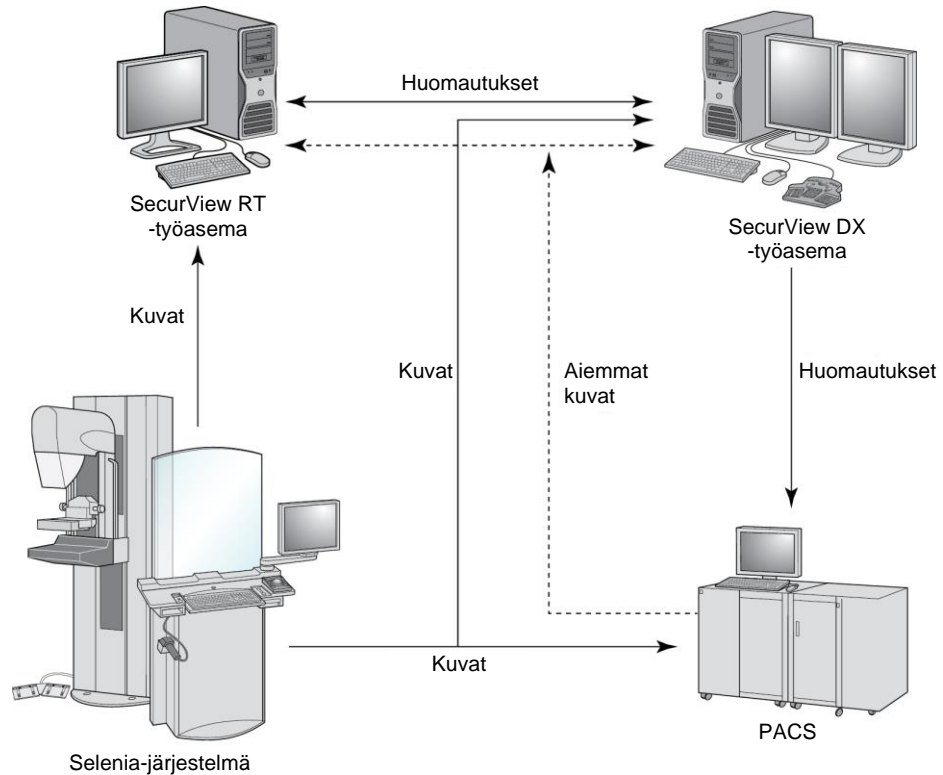 Huomautukset
SecurView RT
-työasema
SecurView DX
-työasema
Kuvat
Kuvat
Aiemmat
kuvat
Huomautukset
Kuvat
PACS
Selenia-järjestelmä